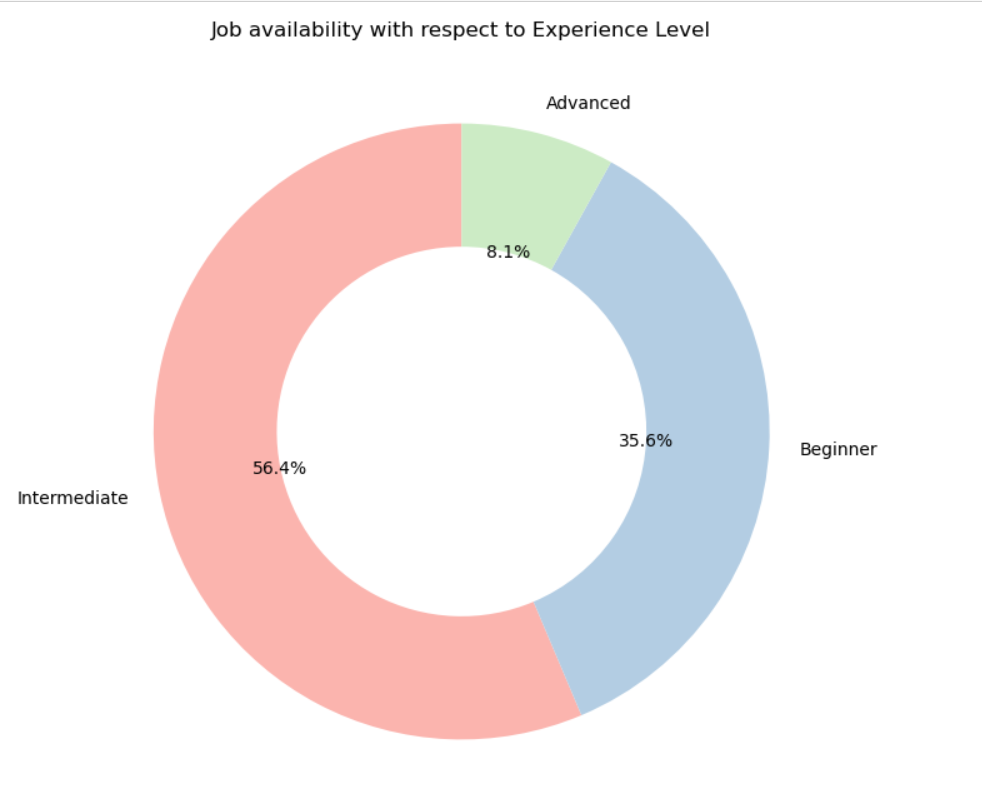 Job availability with respect to Experience Level
Advanced
8.1%
35.6%
Beginner
56.4%
Intermediate